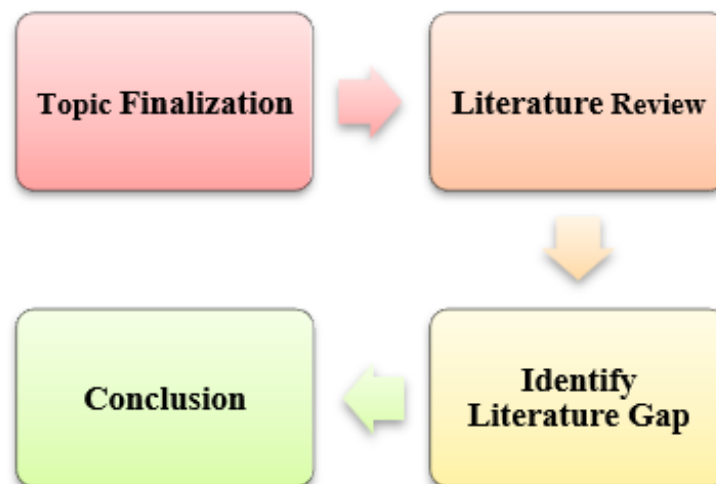 Topic Finalization
Literature Review
Identify
Literature Gap
Conclusion